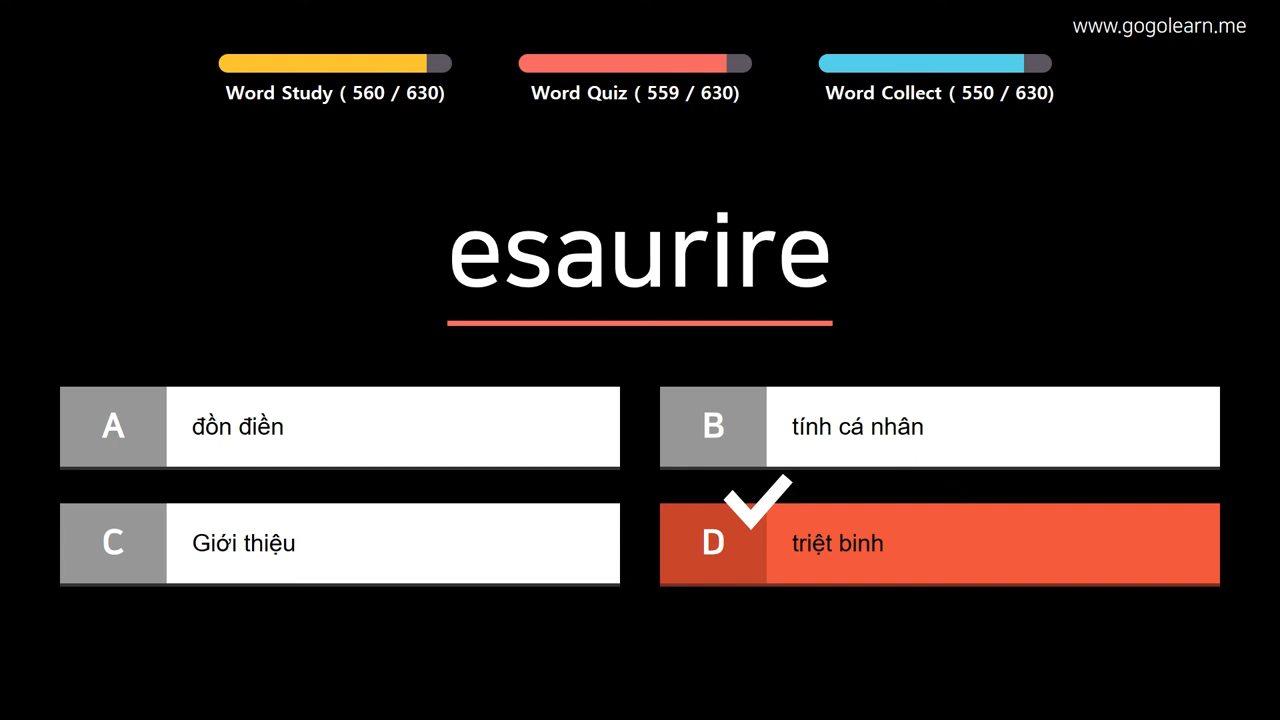 www.gogolearn.me
Word Study ( 560 / 630)
Word Quiz ( 559 / 630)
Word Collect ( 550 / 630)
esaurire
A đồn điền
B tính cá nhân
C Giới thiệu
D triệt binh